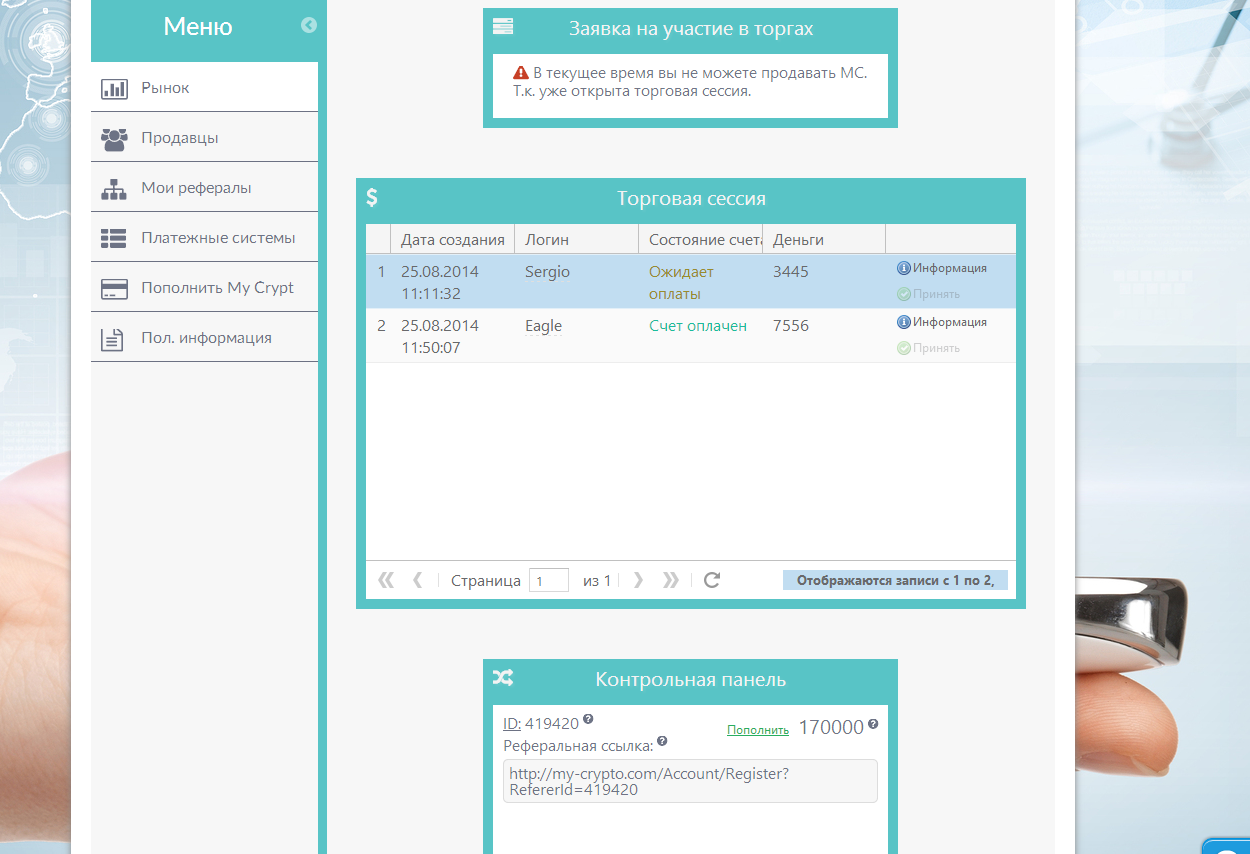 Меню
Рынок
Продавцы
Мои рефералы
Платежные системы
Пополнить My Crypt
Пол. информация
Заявка на участие в торгах
В текущее время вы не можете продавать МС.
Т.к. уже открыта торговая сессия.
Торговая сессия
Дата создания Логин Состояние счета Деньги
1 25.08.2014 Sergio Ожидает 3445 Информация
11:11:32 оплаты Принять
2 25.08.2014 Eagle Счет оплачен 7556 Информация
11:50:07 Принять
Страница 1 из 1 Отображаются записи с 1 по 2,
Контрольная панель
ID: 419420 Пополнить 170000
Реферальная ссылка:
http://my-crypto.com/Account/Register?
RefererId=419420